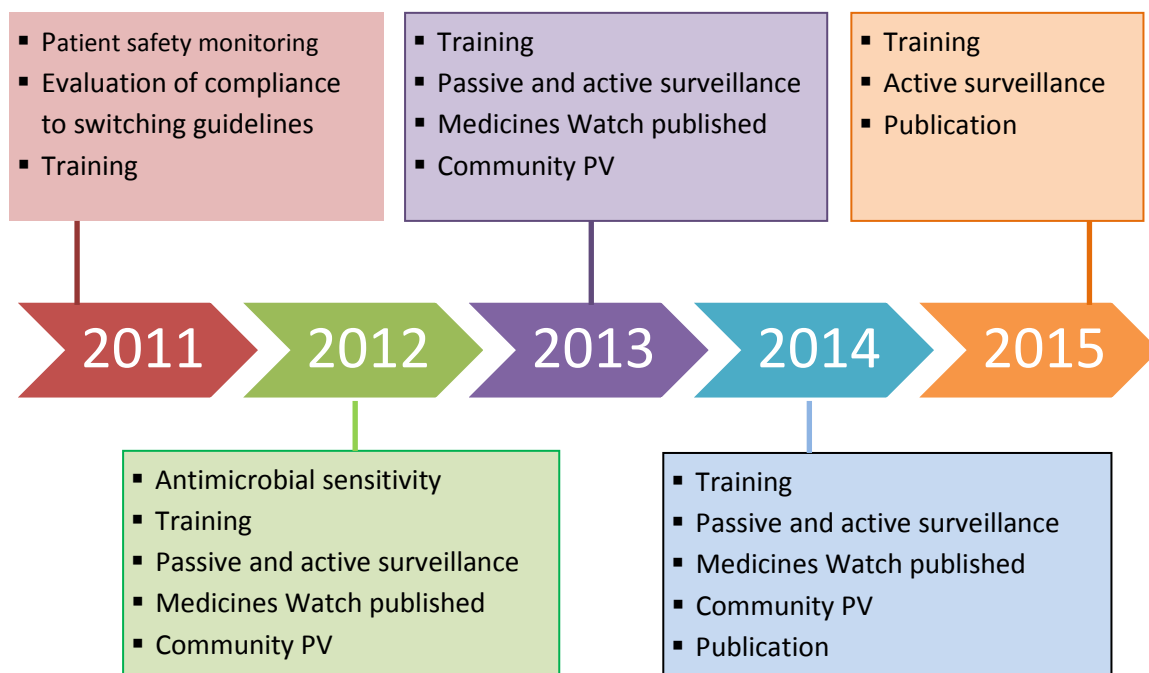 ▪ Patient safety monitoring
▪ Evaluation of compliance
to switching guidelines
▪ Training
▪ Training
▪ Passive and active surveillance
▪ Medicines Watch published
▪ Community PV
▪ Training
▪ Active surveillance
▪ Publication
2011
2012
2013
2014
2015
▪ Antimicrobial sensitivity
▪ Training
▪ Passive and active surveillance
▪ Medicines Watch published
▪ Community PV
▪ Training
▪ Passive and active surveillance
▪ Medicines Watch published
▪ Community PV
▪ Publication